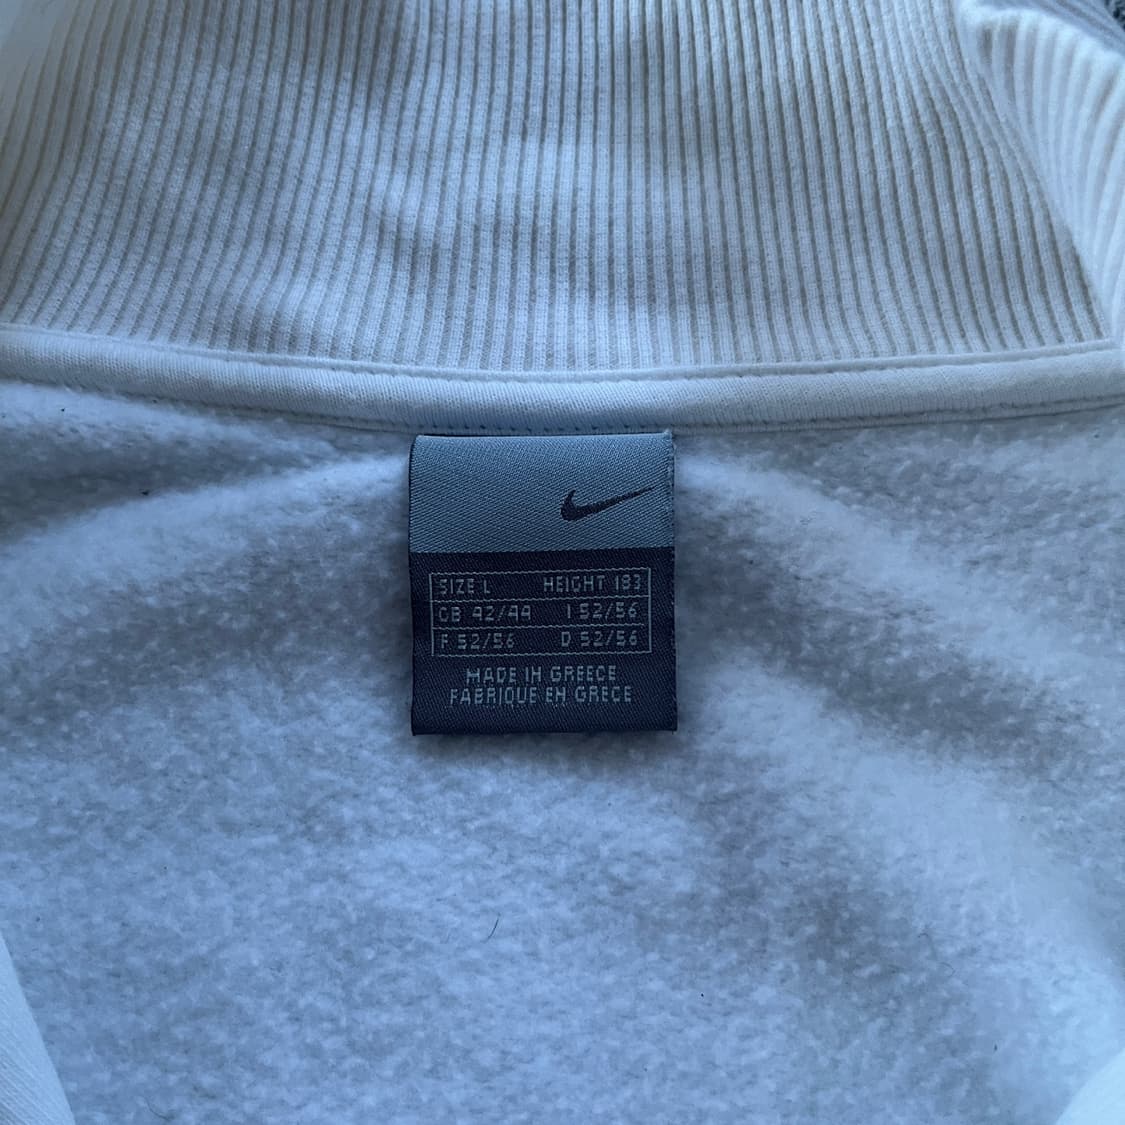 SIZE L HEIGHT 183
GB 42/44 I 52/56
F 52/56 D 52/56
MADE IN GREECE
FABRIQUE EN GRECE